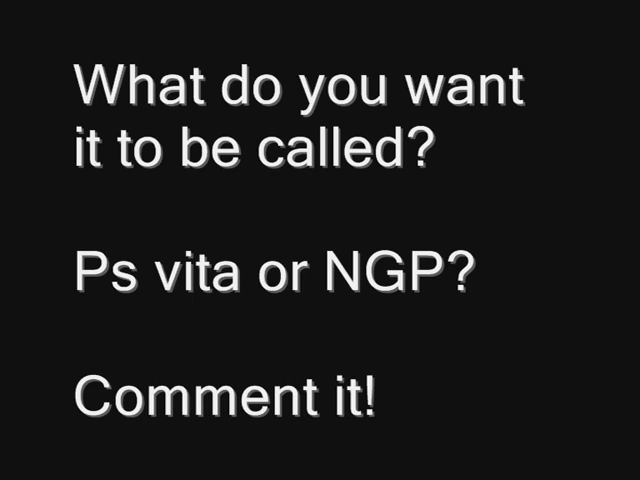 What do you want
it to be called?
Ps vita or NGP?
Comment it!